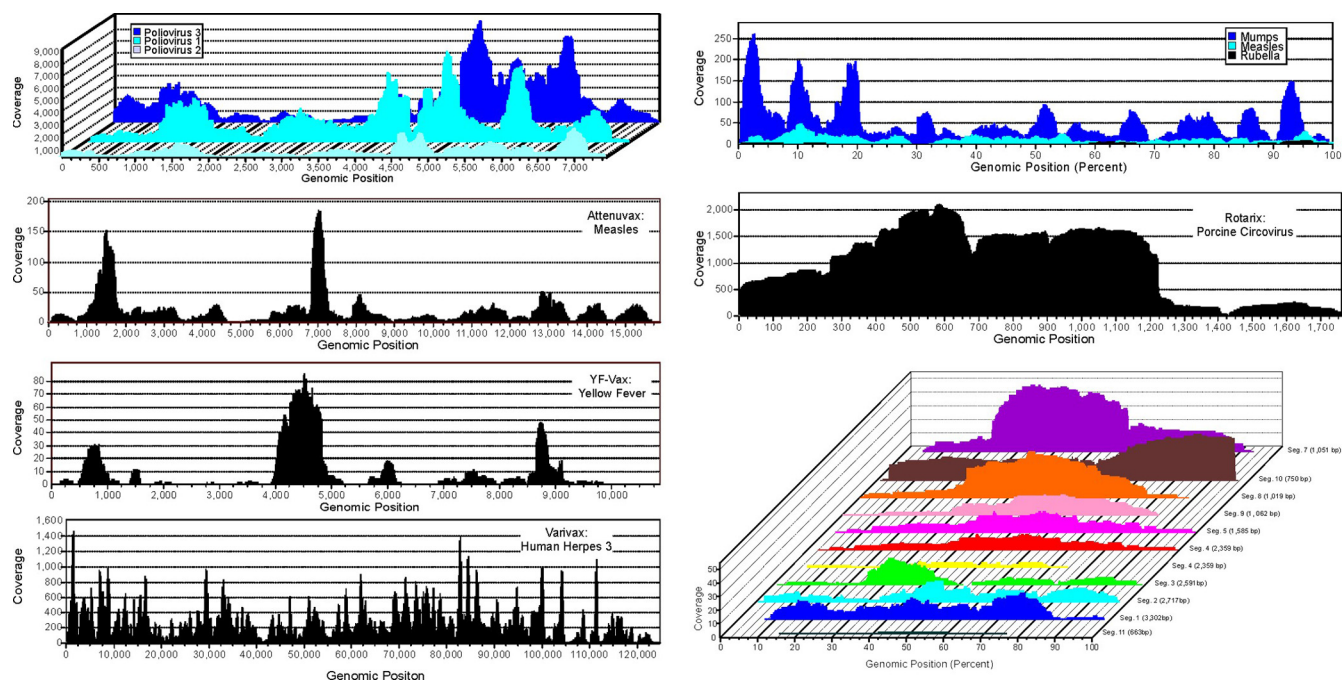 Poliovirus 3
Poliovirus 1
Poliovirus 2
9,000
8,000
7,000
6,000
5,000
4,000
3,000
2,000
1,000
Coverage
0 500 1,000 1,500 2,000 2,500 3,000 3,500 4,000 4,500 5,000 5,500 6,000 6,500 7,000
Genomic Position
Mumps
Measles
Rubella
250
200
150
100
50
0
Coverage
0 10 20 30 40 50 60 70 80 90 100
Genomic Position (Percent)
Attenuvax:
Measles
200
150
100
50
0
Coverage
0 1,000 2,000 3,000 4,000 5,000 6,000 7,000 8,000 9,000 10,000 11,000 12,000 13,000 14,000 15,000
Genomic Position
Rotarix:
Porcine Circovirus
2,000
1,500
1,000
500
0
Coverage
0 100 200 300 400 500 600 700 800 900 1,000 1,100 1,200 1,300 1,400 1,500 1,600 1,700
Genomic Position
YF-Vax:
Yellow Fever
80
70
60
50
40
30
20
10
0
Coverage
0 1,000 2,000 3,000 4,000 5,000 6,000 7,000 8,000 9,000 10,000
Genomic Position
Varivax:
Human Herpes 3
1,600
1,400
1,200
1,000
800
600
400
200
0
Coverage
0 10,000 20,000 30,000 40,000 50,000 60,000 70,000 80,000 90,000 100,000 110,000 120,000
Genomic Positon
Seg. 7 (1,051 bp)
Seg. 10 (750 bp)
Seg. 8 (1,019 bp)
Seg. 9 (1,062 bp)
Seg. 5 (1,585 bp)
Seg. 4 (2,359 bp)
Seg. 4 (2,359 bp)
Seg. 3 (2,591bp)
Seg. 2 (2,717bp)
Seg. 1 (3,302bp)
Seg. 11 (663bp)
50
40
30
20
10
0
Coverage
0 10 20 30 40 50 60 70 80 90 100
Genomic Position (Percent)